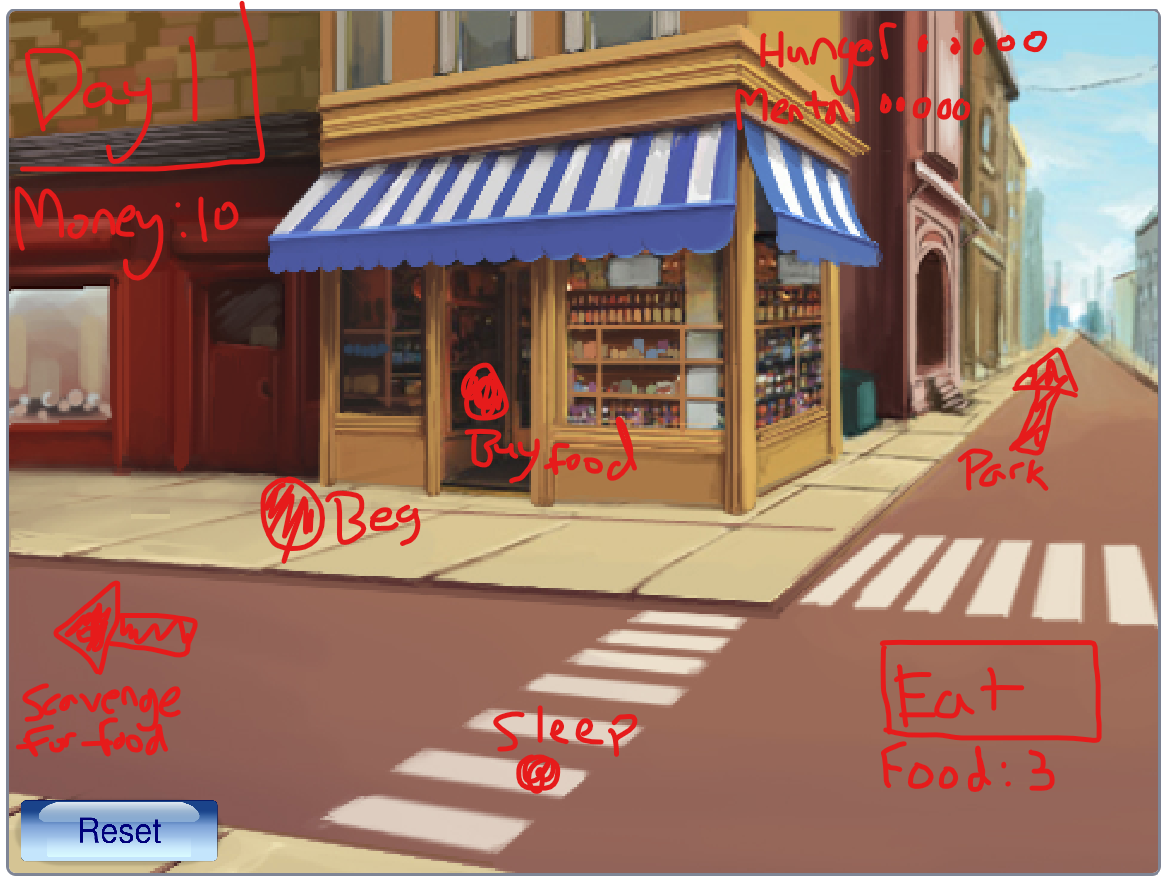 Day 1
Hunger
Mental
Money: 10
Buy food
Park
Beg
Scavenge
for food
Sleep
Eat
Food: 3
Reset